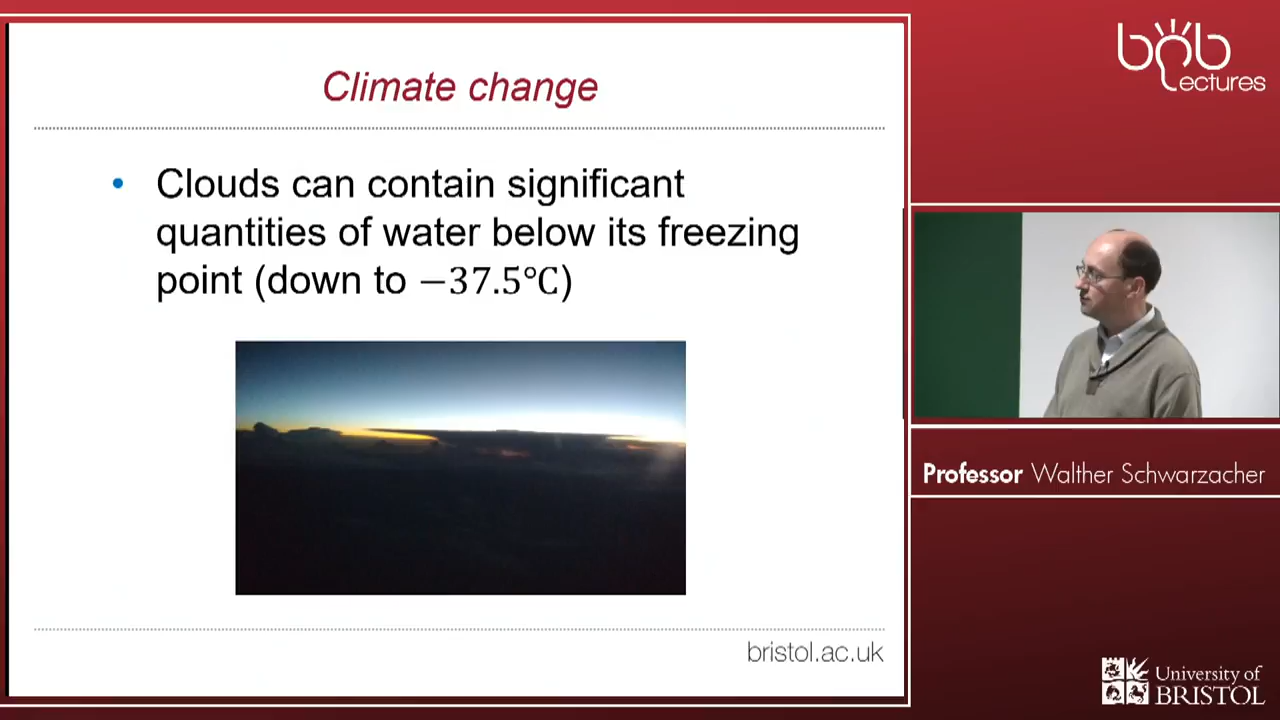 Climate change
• Clouds can contain significant
quantities of water below its freezing
point (down to −37.5°C)
bristol.ac.uk
bob
Lectures
Professor Walther Schwarzacher
University of
BRISTOL